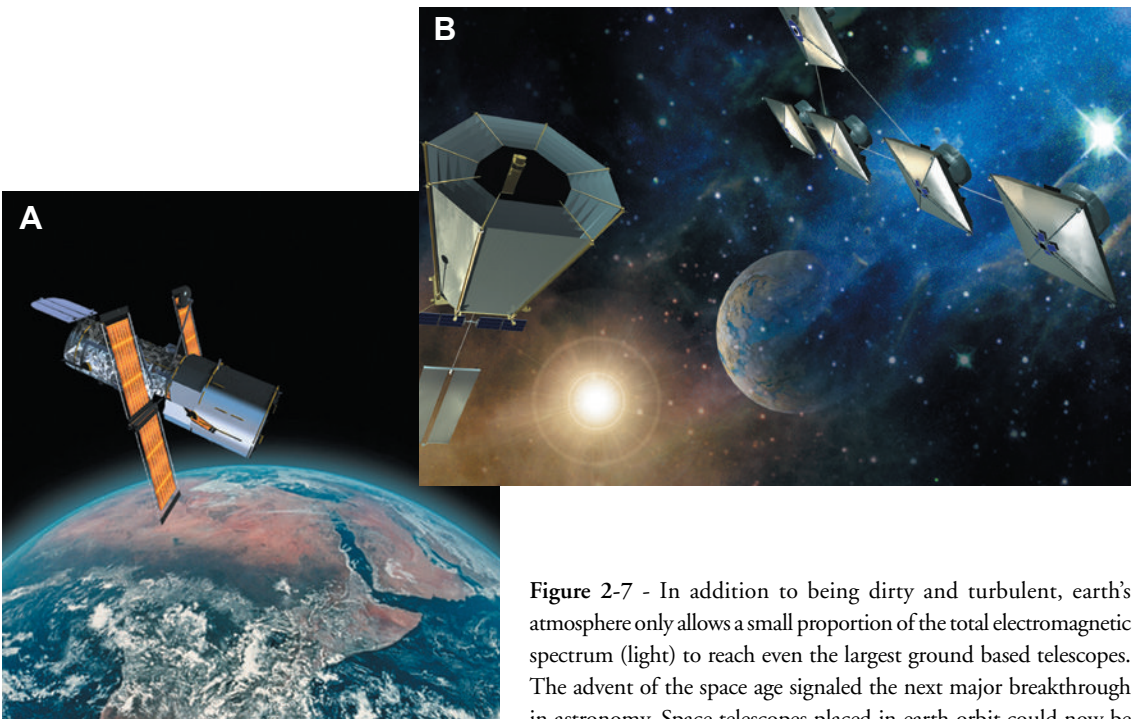 B
A
Figure 2-7 - In addition to being dirty and turbulent, earth's
atmosphere only allows a small proportion of the total electromagnetic
spectrum (light) to reach even the largest ground based telescopes.
The advent of the space age signaled the next major breakthrough
in astronomy. Space telescopes placed in earth orbit could now be